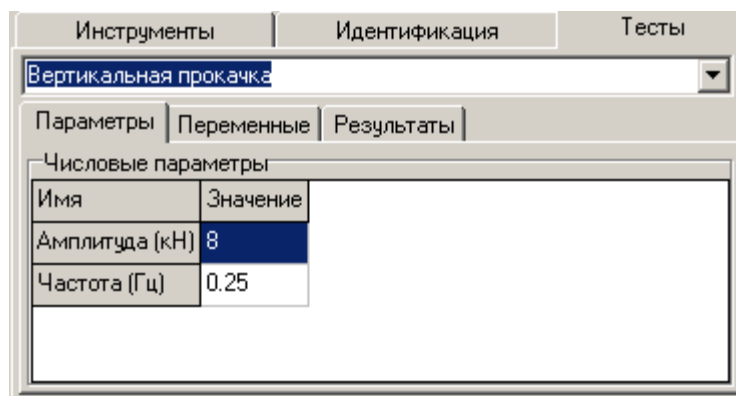 Инструменты Идентификация Тесты
Вертикальная прокачка
Параметры Переменные Результаты
Числовые параметры
Имя Значение
Амплитуда (кН) 8
Частота (Гц) 0.25